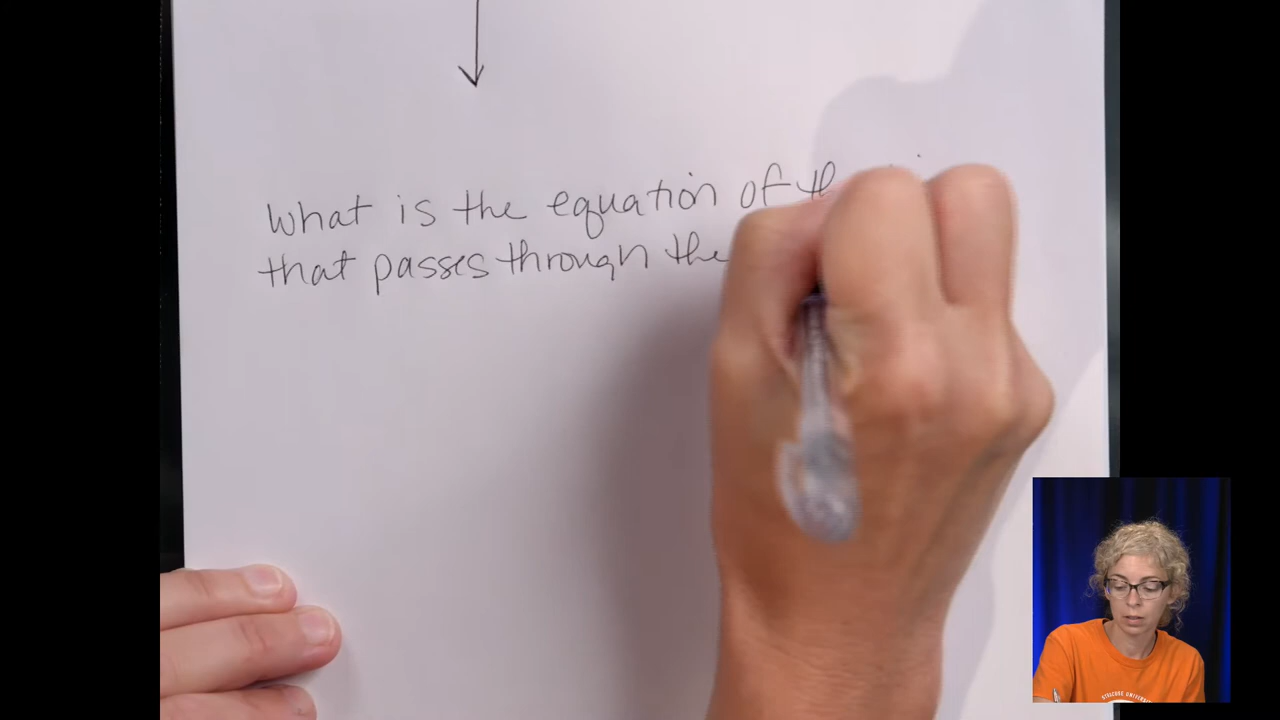 What is the equation of
that passes through the